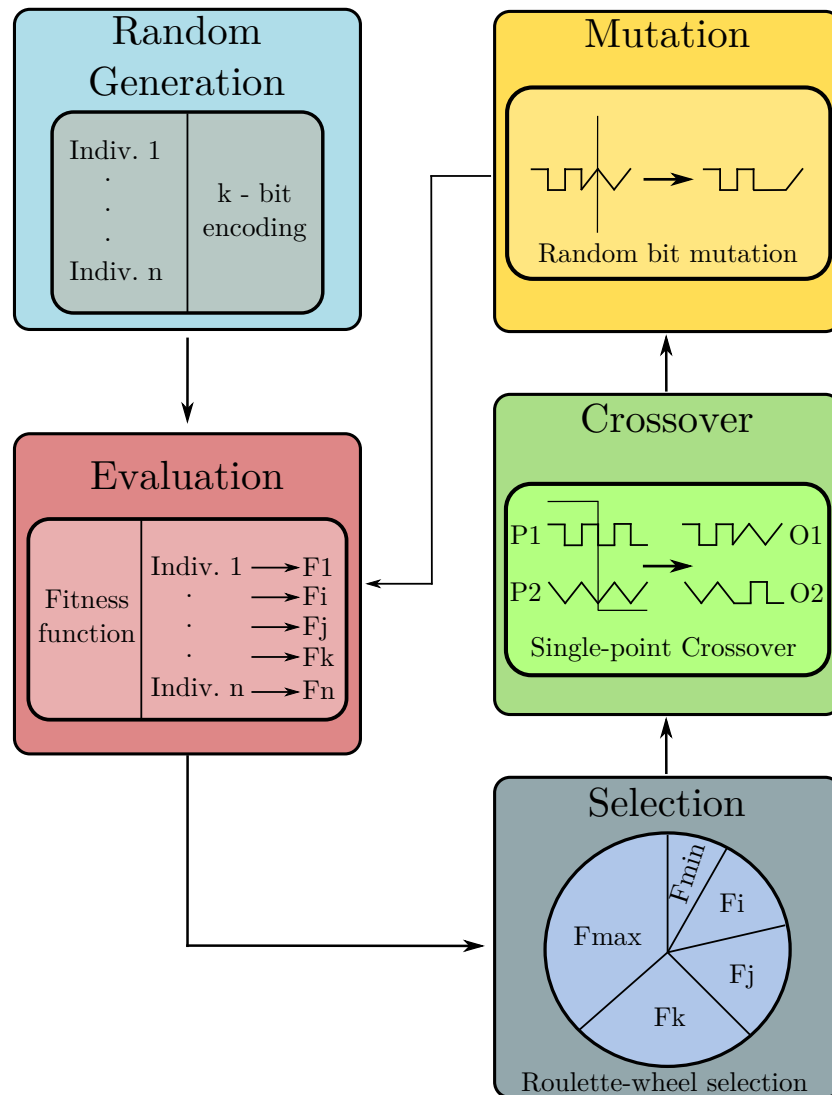 Random
Generation
Indiv. 1
.
.
.
Indiv. n
k - bit
encoding
Mutation
Random bit mutation
Evaluation
Fitness
function
Indiv. 1 F1
. Fi
. Fj
. Fk
Indiv. n Fn
Crossover
P1 O1
P2 O2
Single-point Crossover
Selection
Fmin
Fi
Fmax
Fj
Fk
Roulette-wheel selection